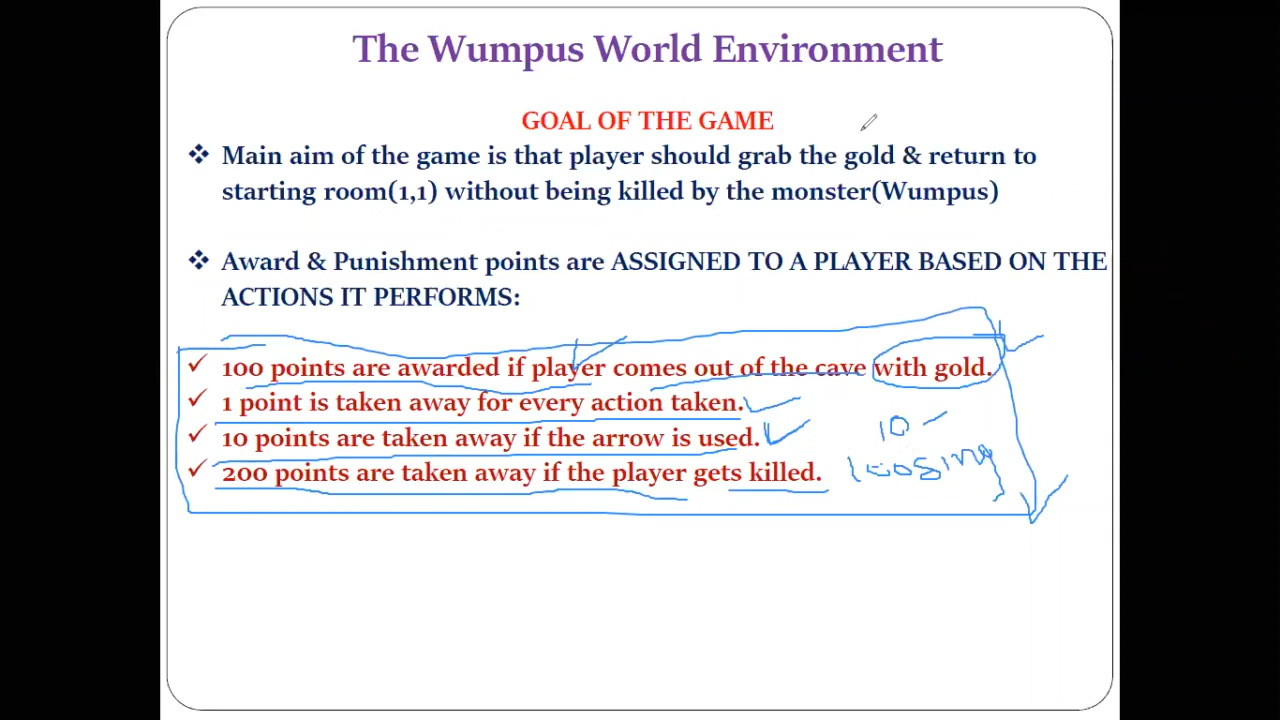 The Wumpus World Environment
GOAL OF THE GAME
❖ Main aim of the game is that player should grab the gold & return to
starting room(1,1) without being killed by the monster(Wumpus)
❖ Award & Punishment points are ASSIGNED TO A PLAYER BASED ON THE
ACTIONS IT PERFORMS:
✓ 100 points are awarded if player comes out of the cave with gold.
✓ 1 point is taken away for every action taken.
✓ 10 points are taken away if the arrow is used.
10 -
✓ 200 points are taken away if the player gets killed.
loosing